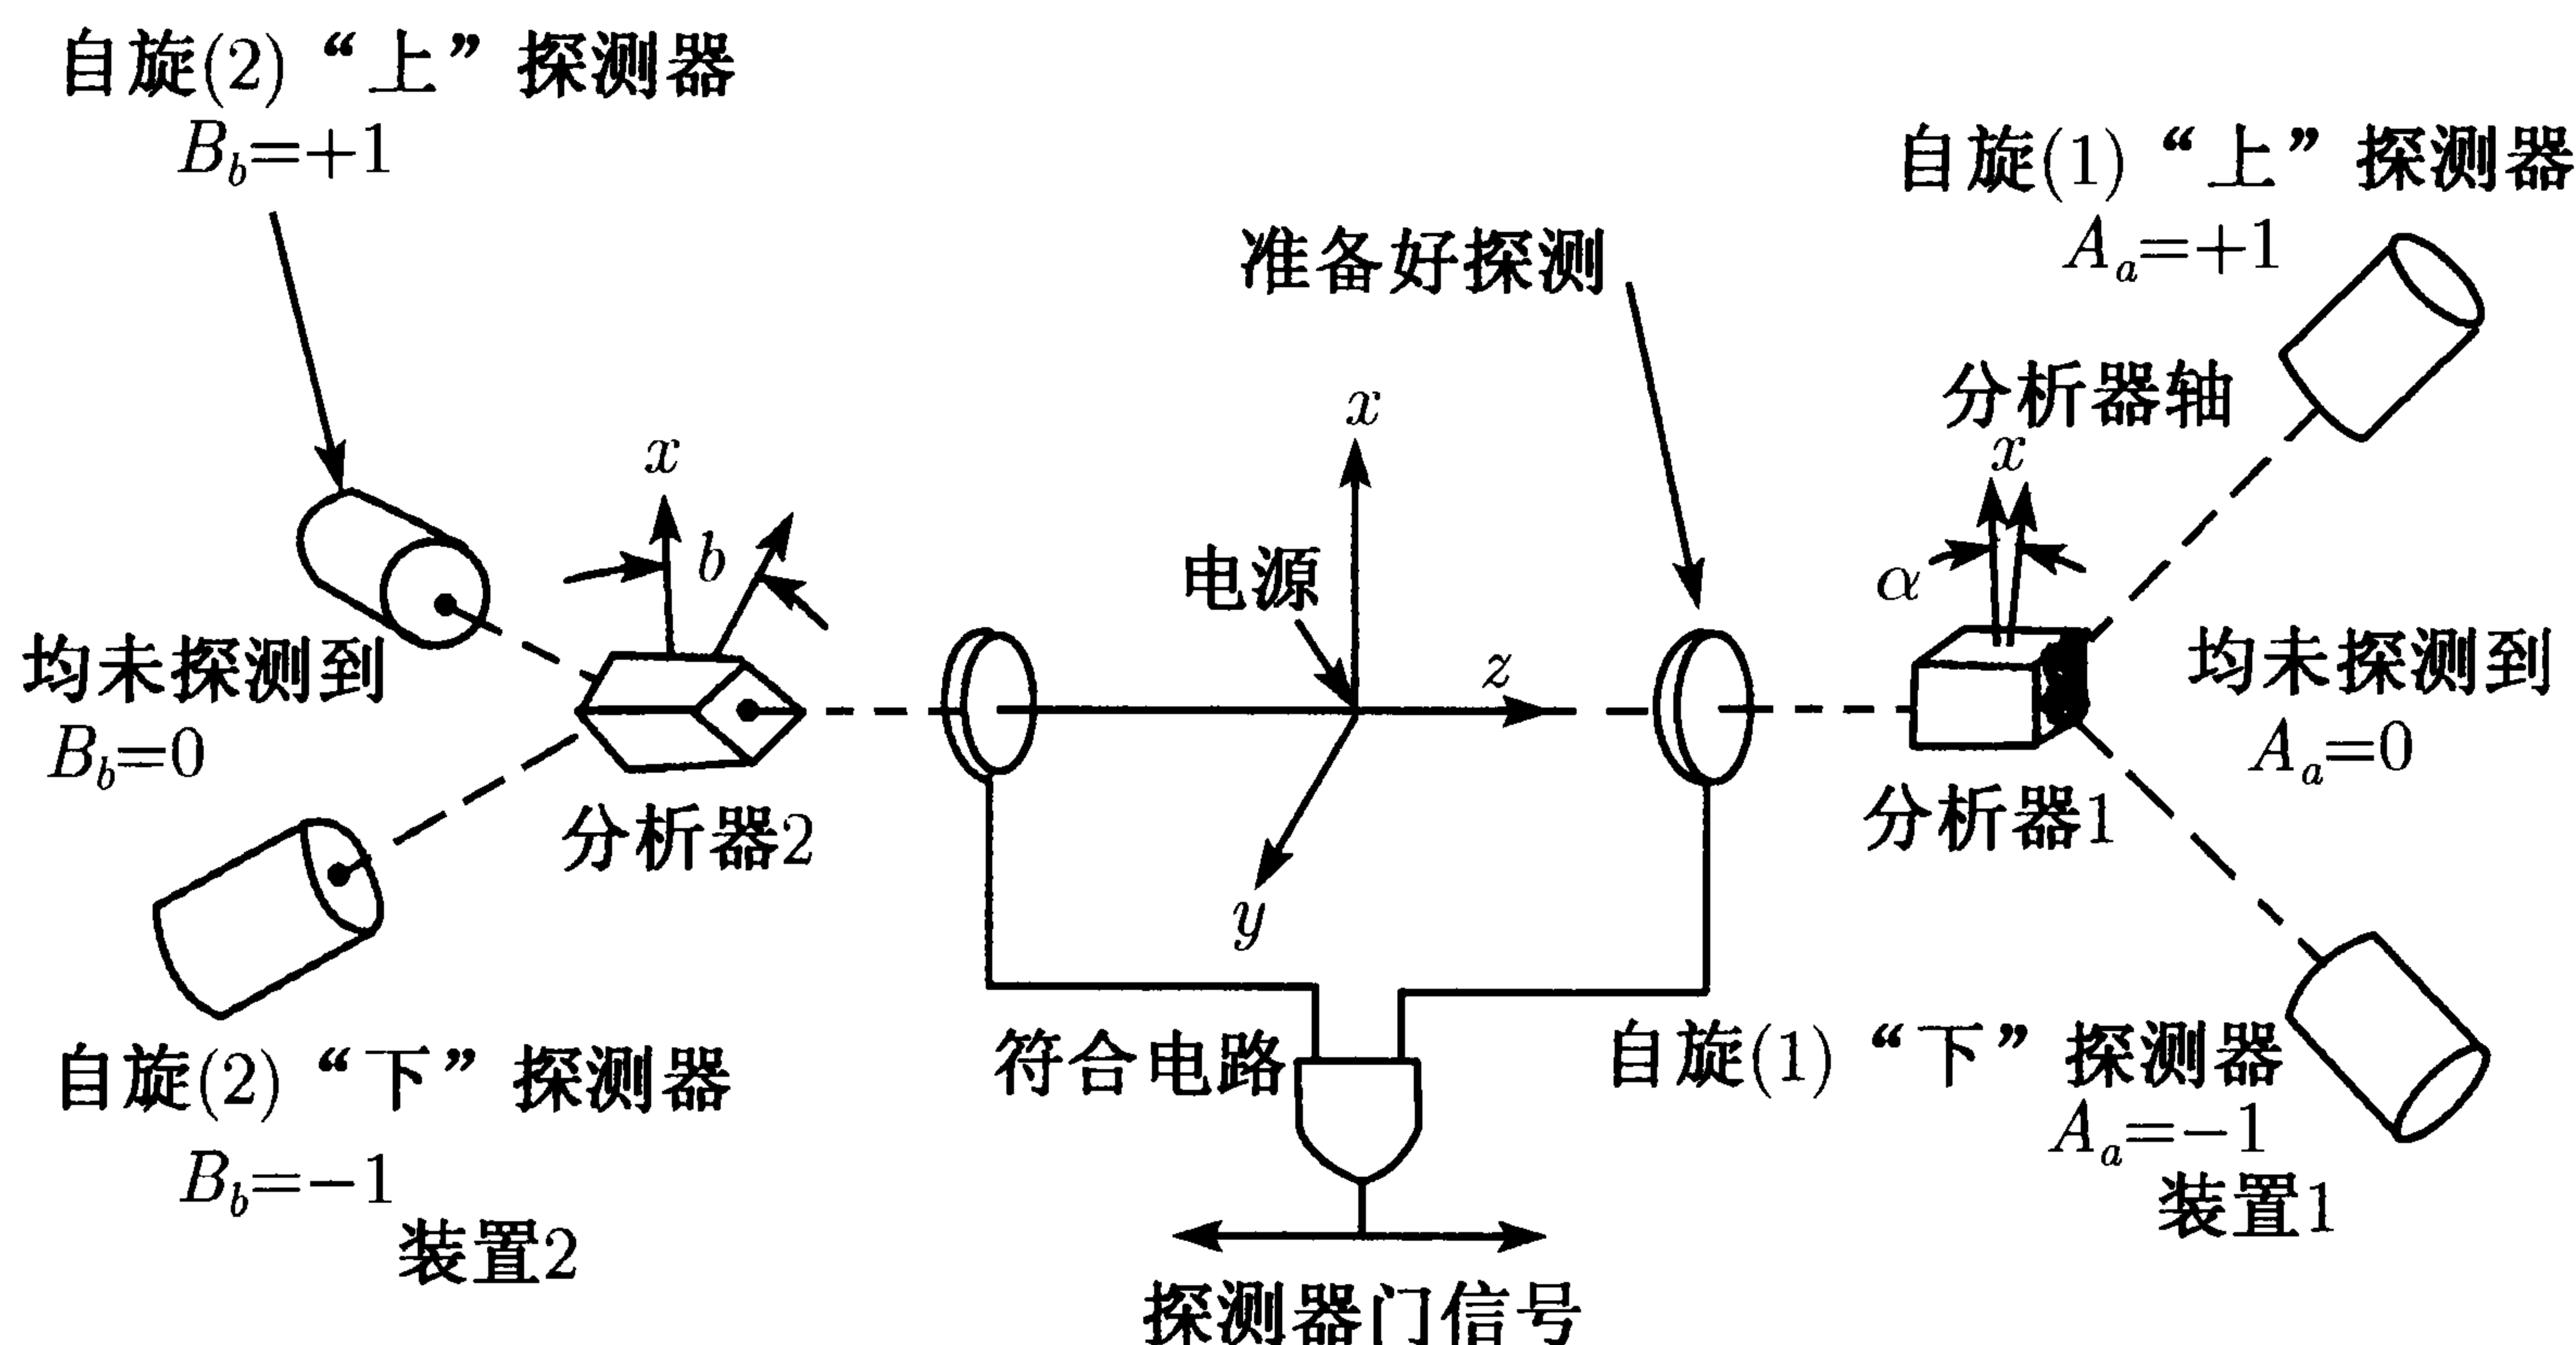 自旋(2)“上”探测器
B_b=+1
自旋(1)“上”探测器
A_a=+1
准备好探测
分析器轴
x
x
x
b
α
电源
z
y
均未探测到
B_b=0
均未探测到
A_a=0
分析器2
分析器1
符合电路
自旋(2)“下”探测器
B_b=−1
装置2
自旋(1)“下”探测器
A_a=−1
装置1
探测器门信号